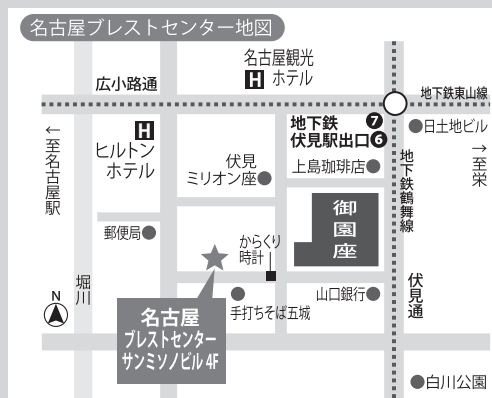 名古屋ブレストセンター地図
名古屋観光
H ホテル
広小路通
地下鉄東山線
地下鉄 ❼
伏見駅出口❻
日土地ビル
H
ヒルトン
ホテル
←至名古屋駅
伏見
ミリオン座
上島珈琲店
地下鉄鶴舞線
→至栄
御園座
郵便局
からくり
時計
堀川
N
手打ちそば五城
山口銀行
伏見通
名古屋
ブレストセンター
サンミソノビル 4F
白川公園